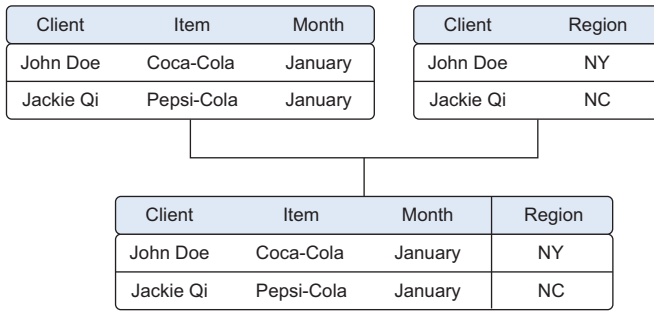 Client Item Month
John Doe Coca-Cola January
Jackie Qi Pepsi-Cola January
Client Region
John Doe NY
Jackie Qi NC
Client Item Month Region
John Doe Coca-Cola January NY
Jackie Qi Pepsi-Cola January NC